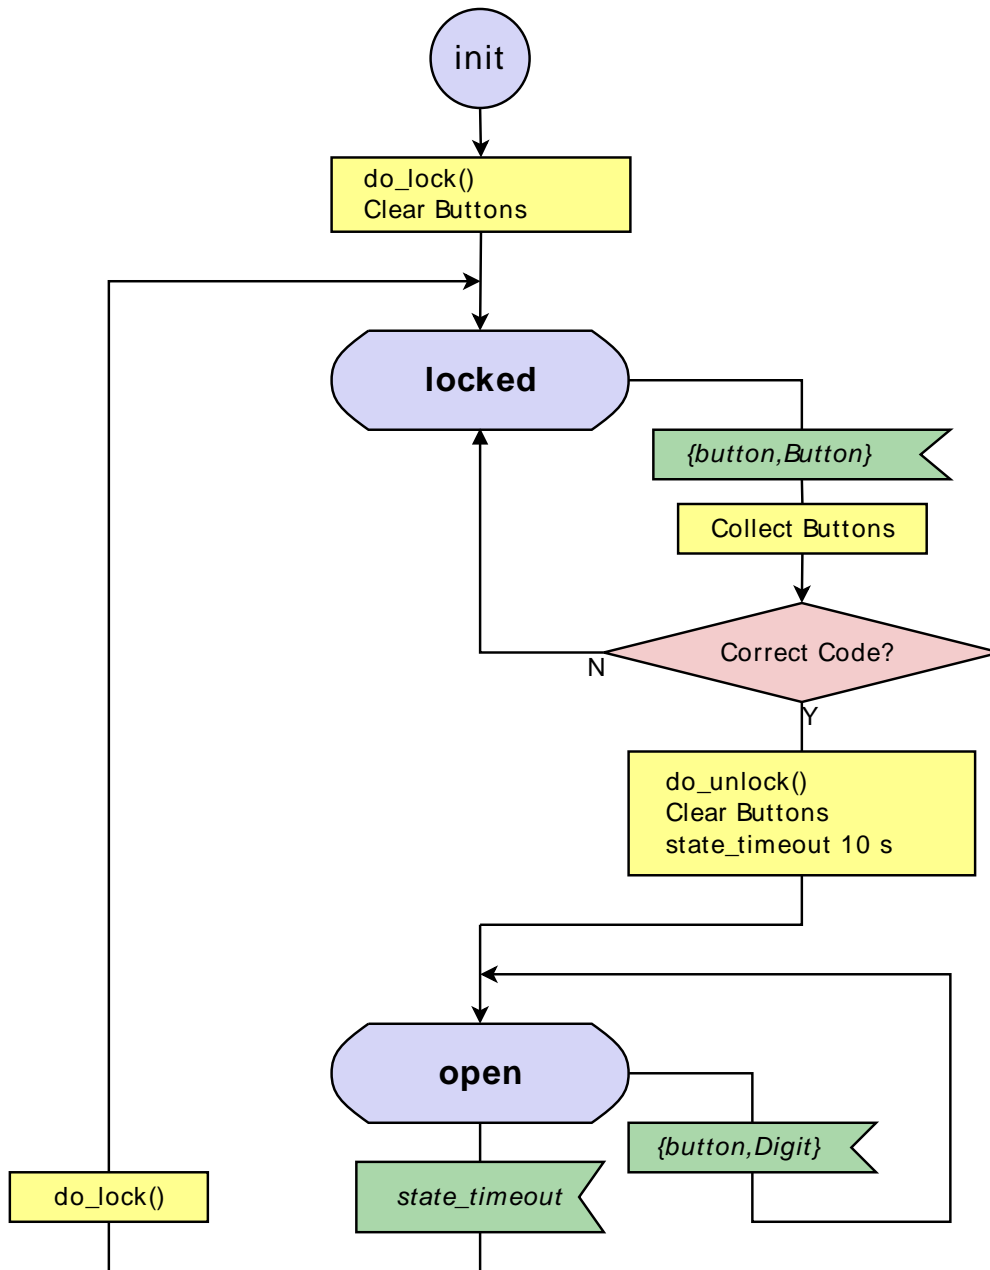 init
do_lock()
Clear Buttons
locked
{button,Button}
Collect Buttons
Correct Code?
N
Y
do_unlock()
Clear Buttons
state_timeout 10 s
open
{button,Digit}
do_lock()
state_timeout